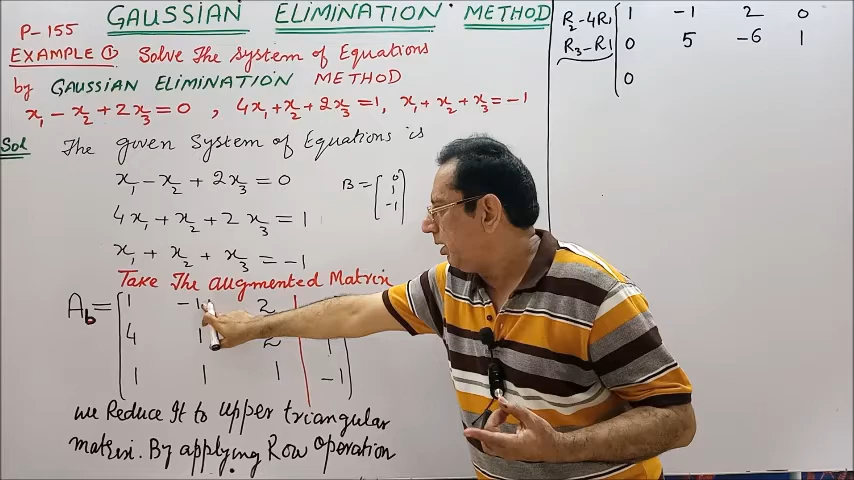 GAUSSIAN ELIMINATION METHOD
P-155
EXAMPLE ① Solve The System of Equations
by GAUSSIAN ELIMINATION METHOD
x₁ - x₂ + 2x₃ = 0 , 4x₁ + x₂ + 2x₃ = 1, x₁ + x₂ + x₃ = -1
Sol The given System of Equations is
x₁ - x₂ + 2x₃ = 0
4x₁ + x₂ + 2x₃ = 1
x₁ + x₂ + x₃ = -1
B = [0
1
-1]
Take The augmented Matrix
A_b = [1 -1 2
4 1 2 1
1 1 1 -1]
we Reduce It to upper triangular
matrix. By applying Row Operation
R₂-4R₁ 1 -1 2 0
R₃-R₁ 0 5 -6 1
0